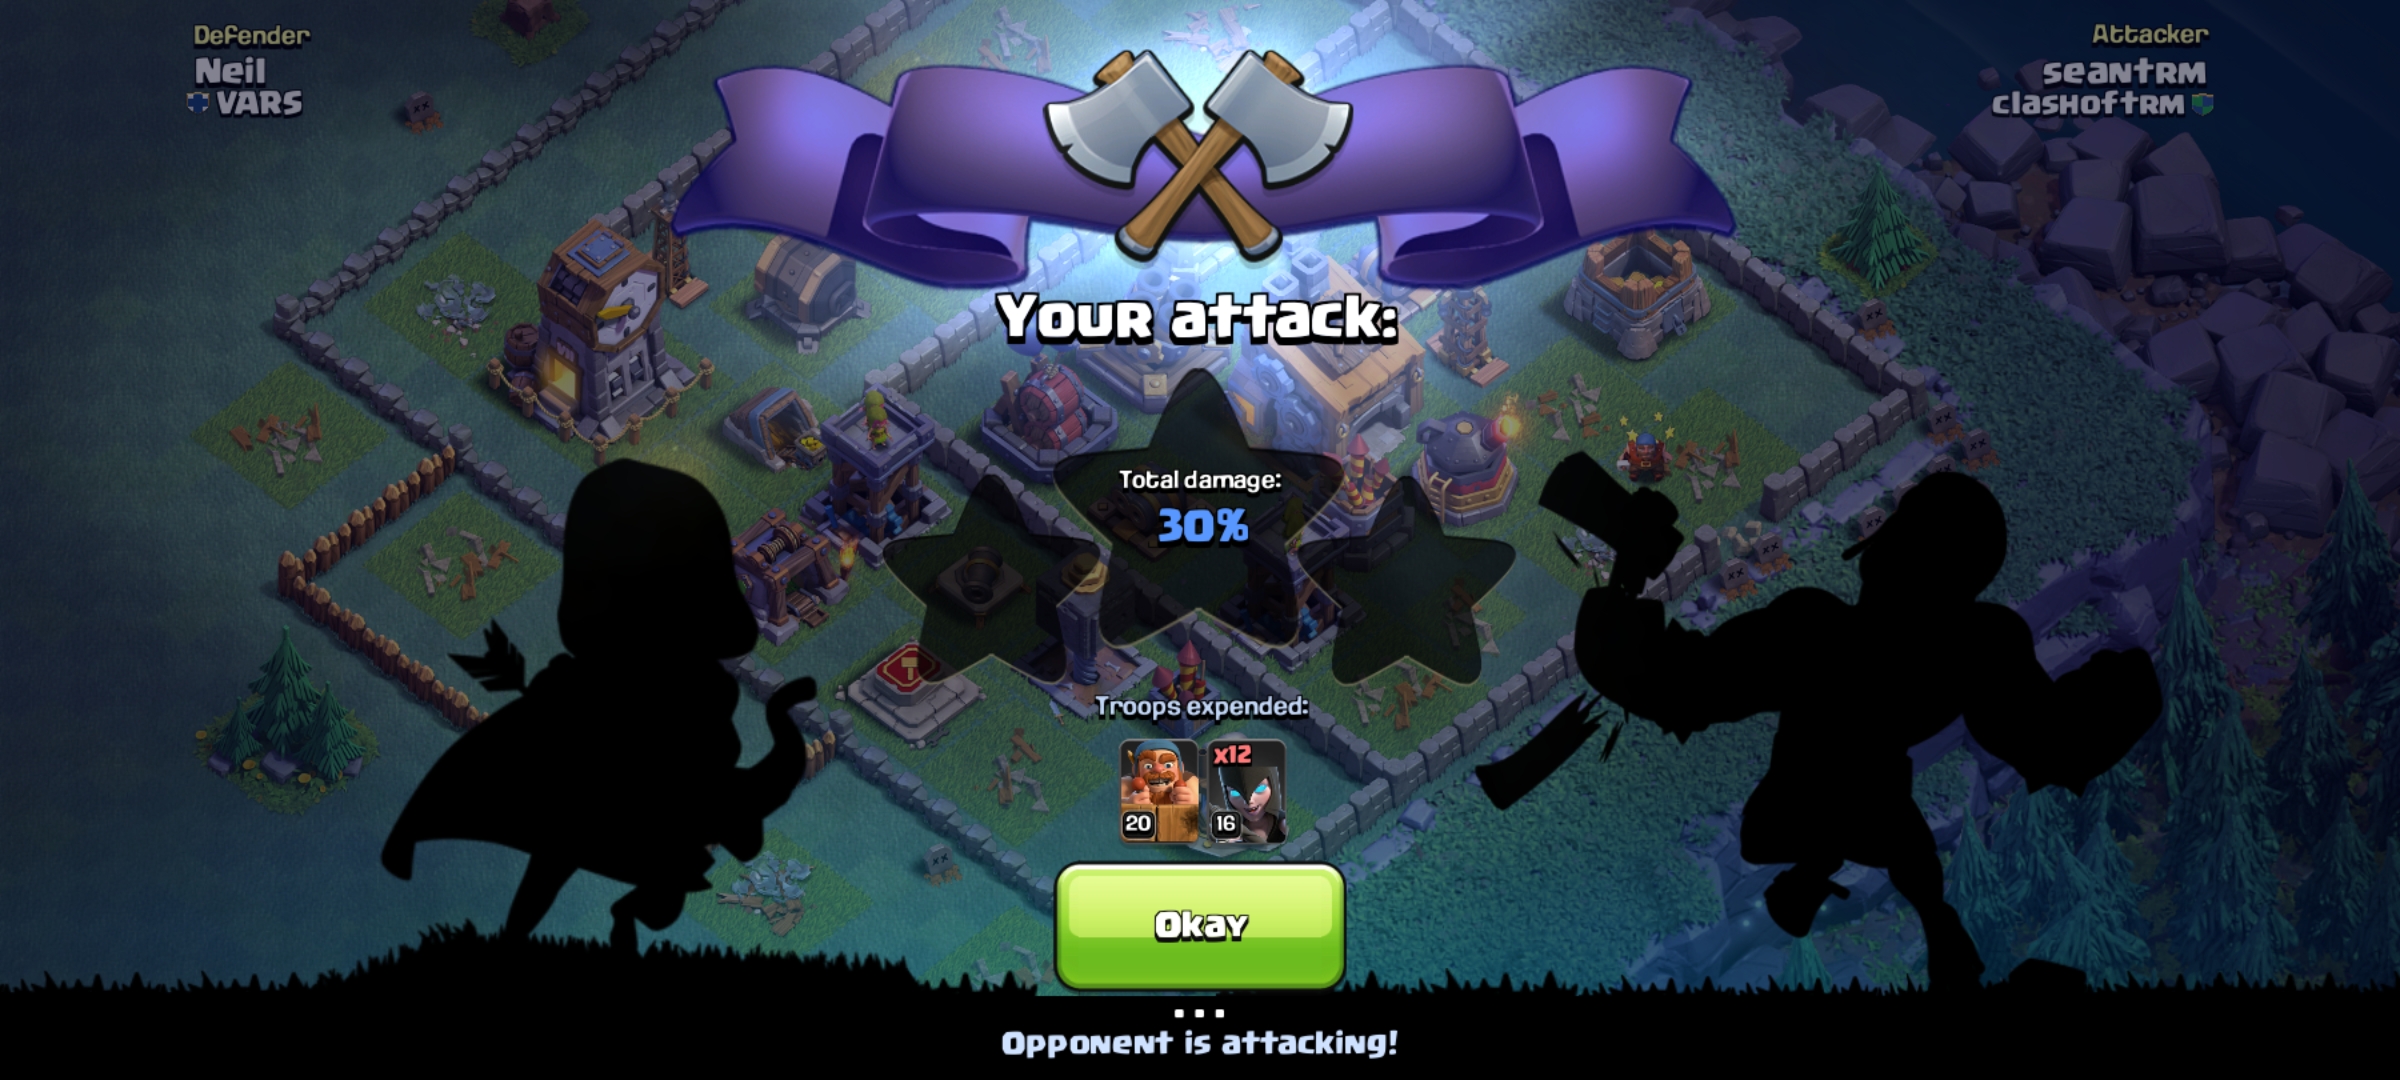 Defender
Neil
VARS
Attacker
seantRM
clashoftRM
Your attack:
Total damage:
30%
Troops expended:
x12
20
16
Okay
...
Opponent is attacking!